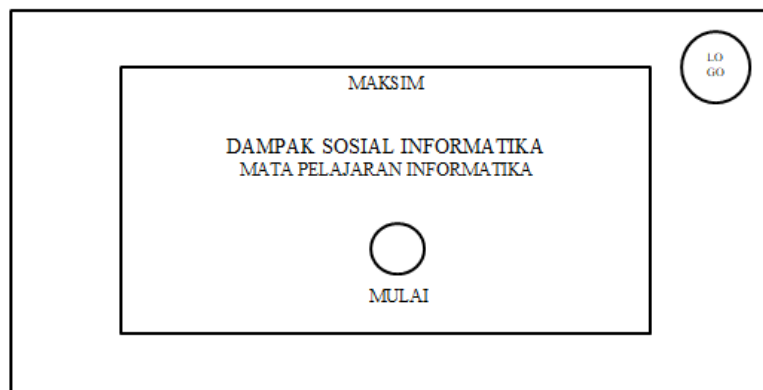 LO
GO
MAKSIM
DAMPAK SOSIAL INFORMATIKA
MATA PELAJARAN INFORMATIKA
MULAI